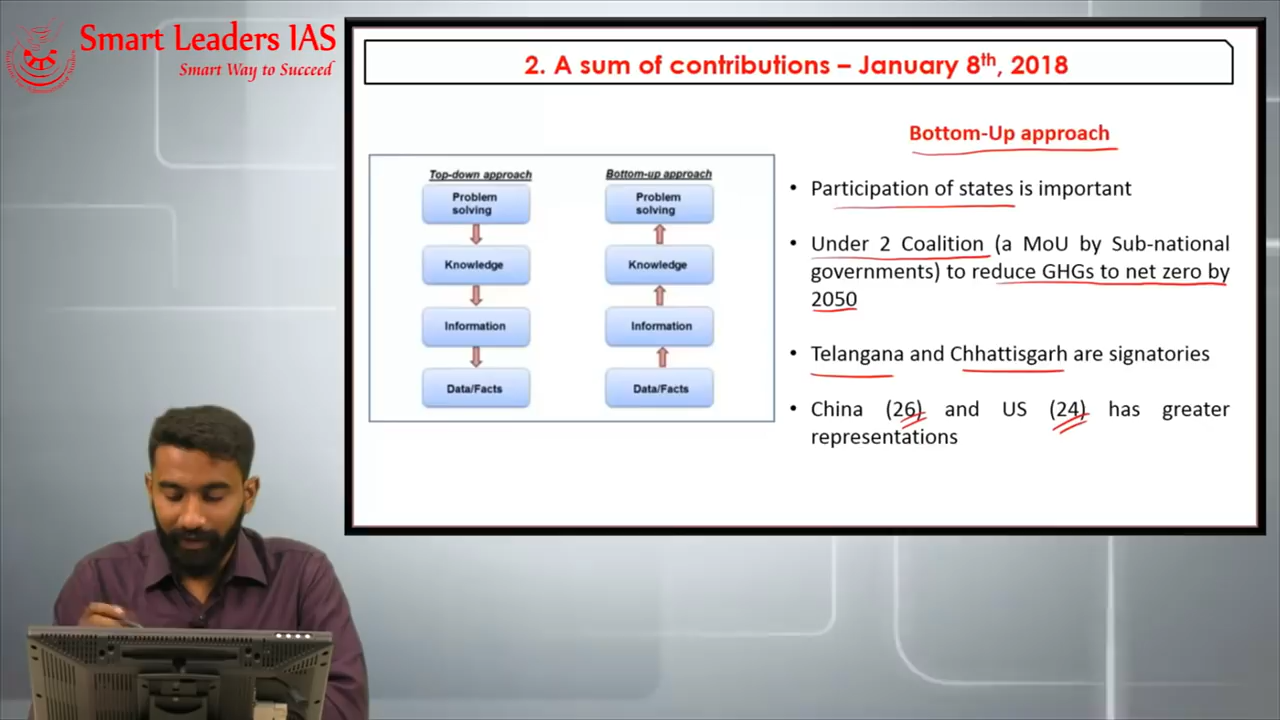 Smart Leaders IAS
Smart Way to Succeed
2. A sum of contributions – January 8th, 2018
Top-down approach
Problem
solving
Knowledge
Information
Data/Facts
Bottom-up approach
Problem
solving
Knowledge
Information
Data/Facts
Bottom-Up approach
• Participation of states is important
• Under 2 Coalition (a MoU by Sub-national
governments) to reduce GHGs to net zero by
2050
• Telangana and Chhattisgarh are signatories
• China (26) and US (24) has greater
representations